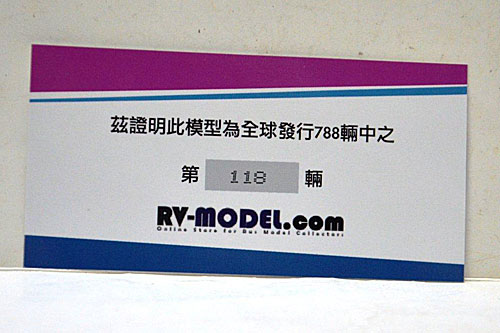 茲證明此模型為全球發行788輛中之
第 118 輛
RV-MODEL.com
Online Store for Bus Model Collectors